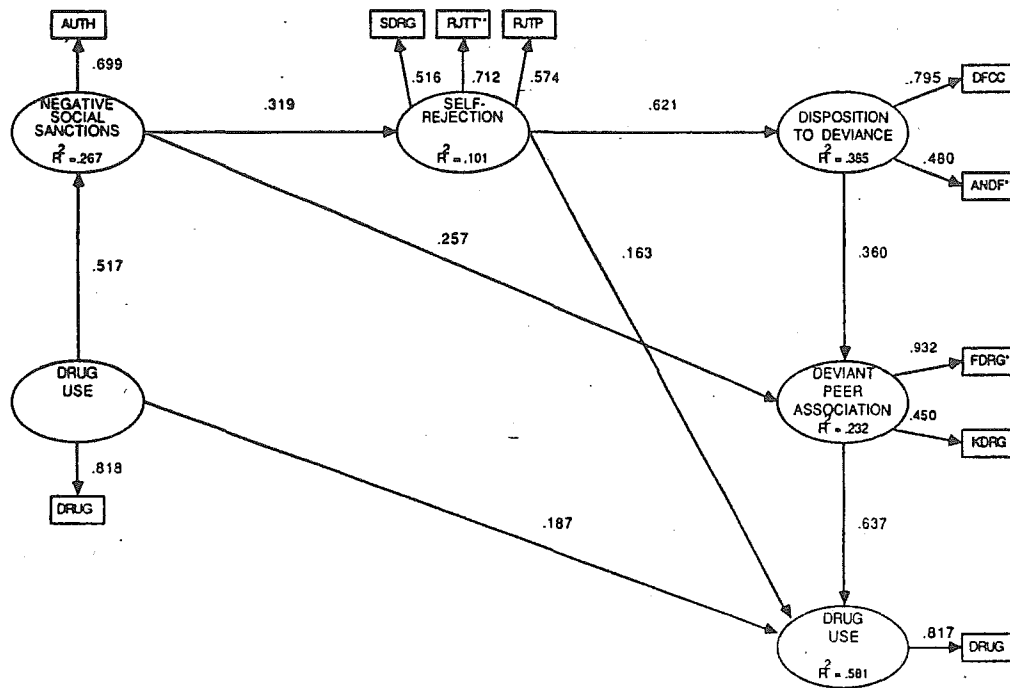 AUTH
SDRG
RJTT**
RJTP
.699
.516
.712
.574
.795
DFCC
NEGATIVE
SOCIAL
SANCTIONS
R² = .267
.319
SELF-
REJECTION
R² = .101
.621
DISPOSITION
TO DEVIANCE
R² = .385
.480
ANDF*
.257
.163
.360
.517
DRUG
USE
.818
DRUG
DEVIANT
PEER
ASSOCIATION
R² = .232
.932
FDRG*
.450
KDRG
.187
.637
DRUG
USE
R² = .581
.817
DRUG